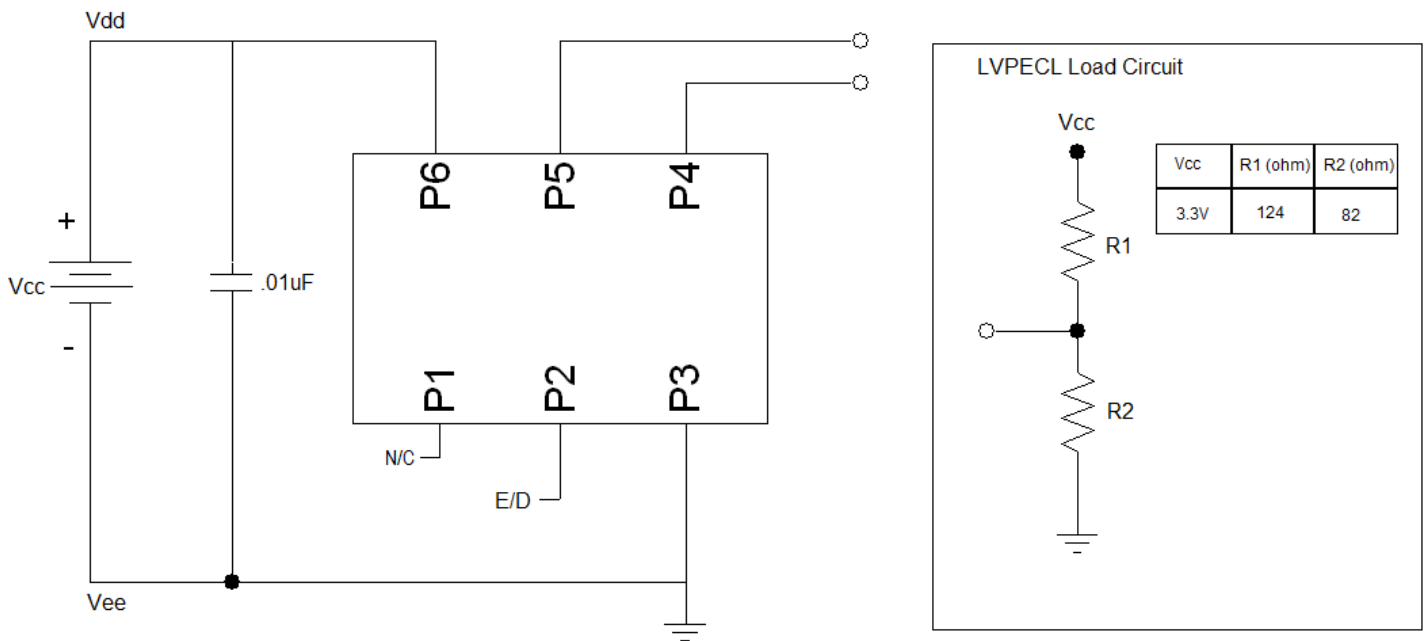 Vdd
P6
P5
P4
+
Vcc
-
.01uF
P1
P2
P3
N/C
E/D
Vee
LVPECL Load Circuit
Vcc
R1
R2
Vcc R1 (ohm) R2 (ohm)
3.3V 124 82